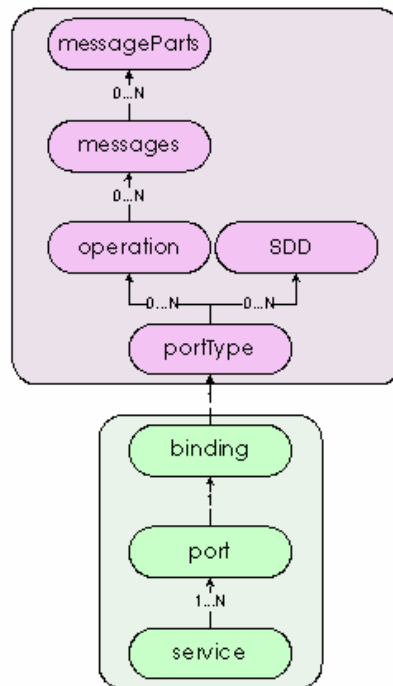 messageParts
0...N
messages
0...N
operation
SDD
0...N
0...N
portType
1
binding
1
port
1...N
service